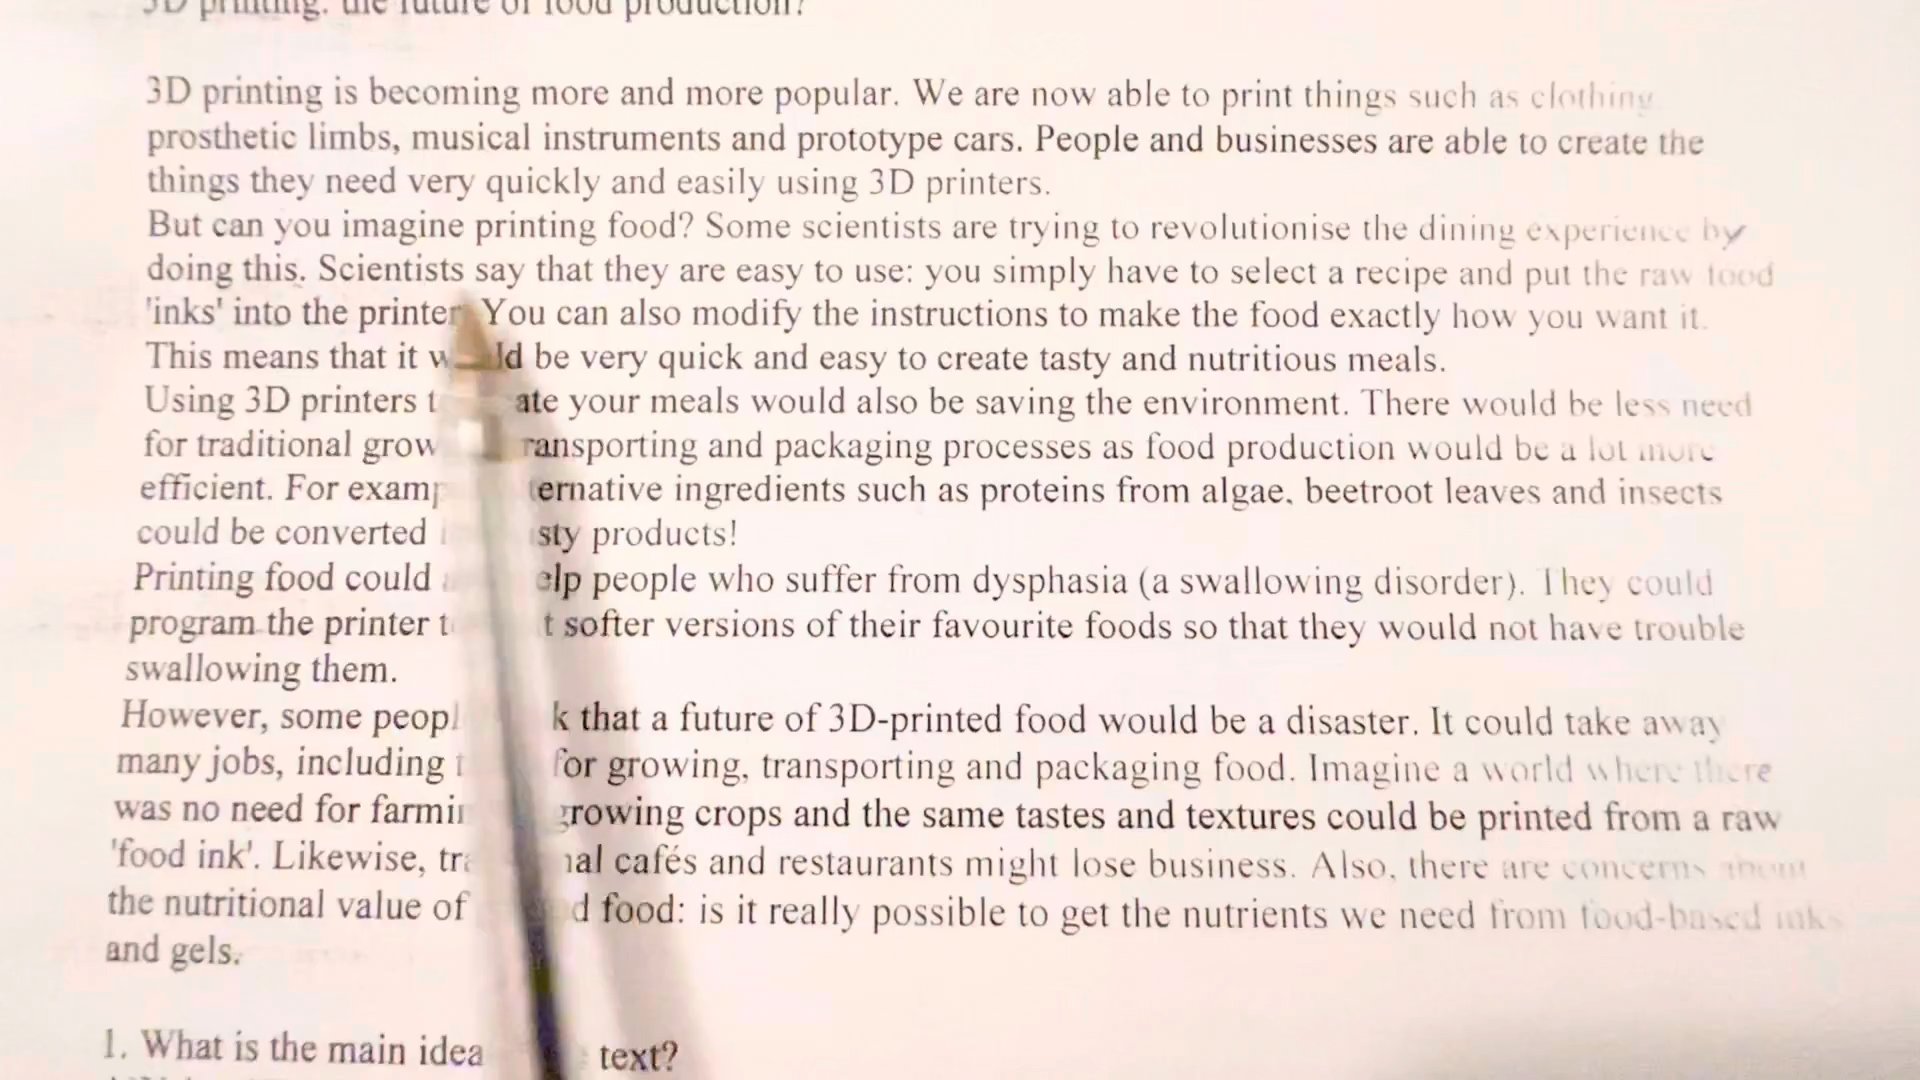 3D printing: the future of food production?
3D printing is becoming more and more popular. We are now able to print things such as clothing
prosthetic limbs, musical instruments and prototype cars. People and businesses are able to create the
things they need very quickly and easily using 3D printers.
But can you imagine printing food? Some scientists are trying to revolutionise the dining experience by
doing this. Scientists say that they are easy to use: you simply have to select a recipe and put the raw food
'inks' into the printer. You can also modify the instructions to make the food exactly how you want it.
This means that it be very quick and easy to create tasty and nutritious meals.
Using 3D printers your meals would also be saving the environment. There would be less need
for traditional transporting and packaging processes as food production would be a lot more
efficient. For ingredients such as proteins from algae, beetroot leaves and insects
could be converted products!
Printing food could people who suffer from dysphasia (a swallowing disorder). They could
program the printer softer versions of their favourite foods so that they would not have trouble
swallowing them.
However, some that a future of 3D-printed food would be a disaster. It could take away
many jobs, including for growing, transporting and packaging food. Imagine a world where there
was no need for growing crops and the same tastes and textures could be printed from a raw
'food ink'. Likewise, cafés and restaurants might lose business. Also, there are concerns about
the nutritional value of food: is it really possible to get the nutrients we need from food-based inks
and gels.
1. What is the main idea text?